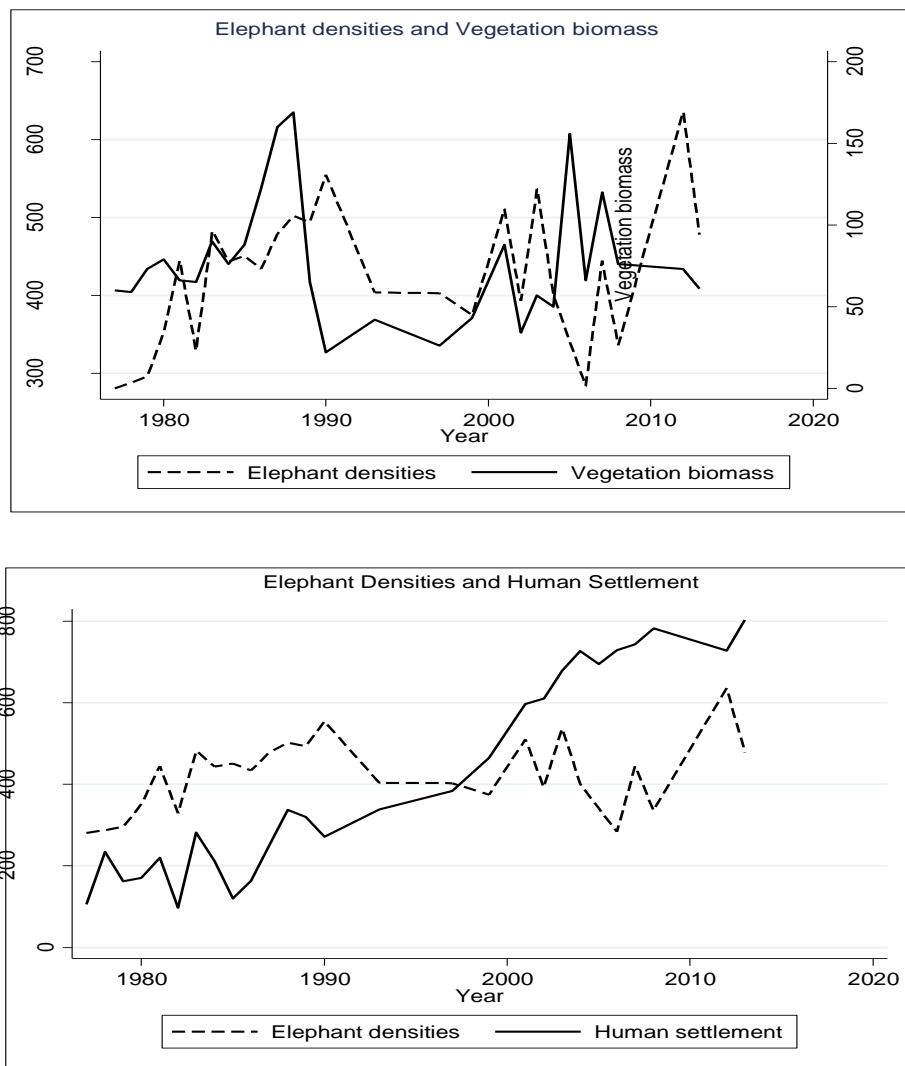 Elephant densities and Vegetation biomass
700
600
500
400
300
200
150
100
50
0
Vegetation biomass
1980
1990
2000
2010
2020
Year
Elephant densities
Vegetation biomass
Elephant Densities and Human Settlement
800
600
400
200
0
1980
1990
2000
2010
2020
Year
Elephant densities
Human settlement